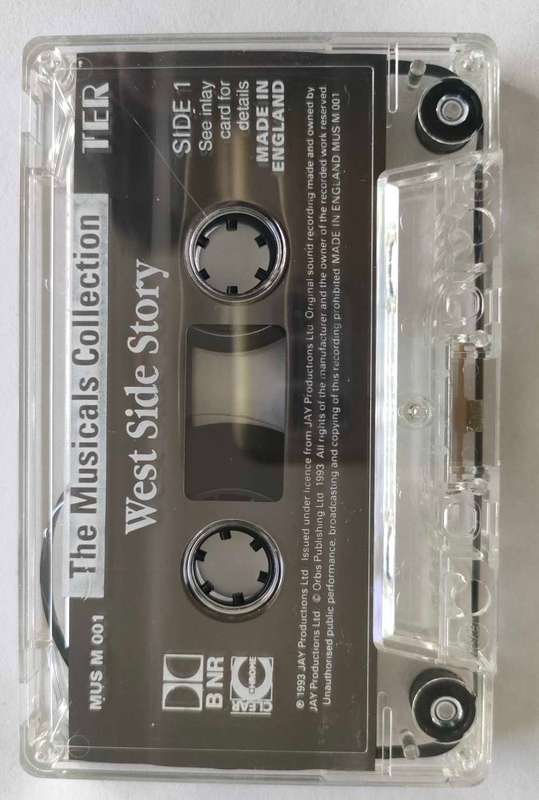 MUS M 001
The Musicals Collection
TER
West Side Story
SIDE 1
See inlay
card for
details
MADE IN
ENGLAND
B NR
CLEAR
CHROME
℗ 1993 JAY Productions Ltd Issued under licence from JAY Productions Ltd Original sound recording made and owned by
JAY Productions Ltd © Orbis Publishing Ltd 1993 All rights of the manufacturer and the owner of the recorded work reserved
Unauthorised public performance, broadcasting and copying of this recording prohibited MADE IN ENGLAND MUS M 001